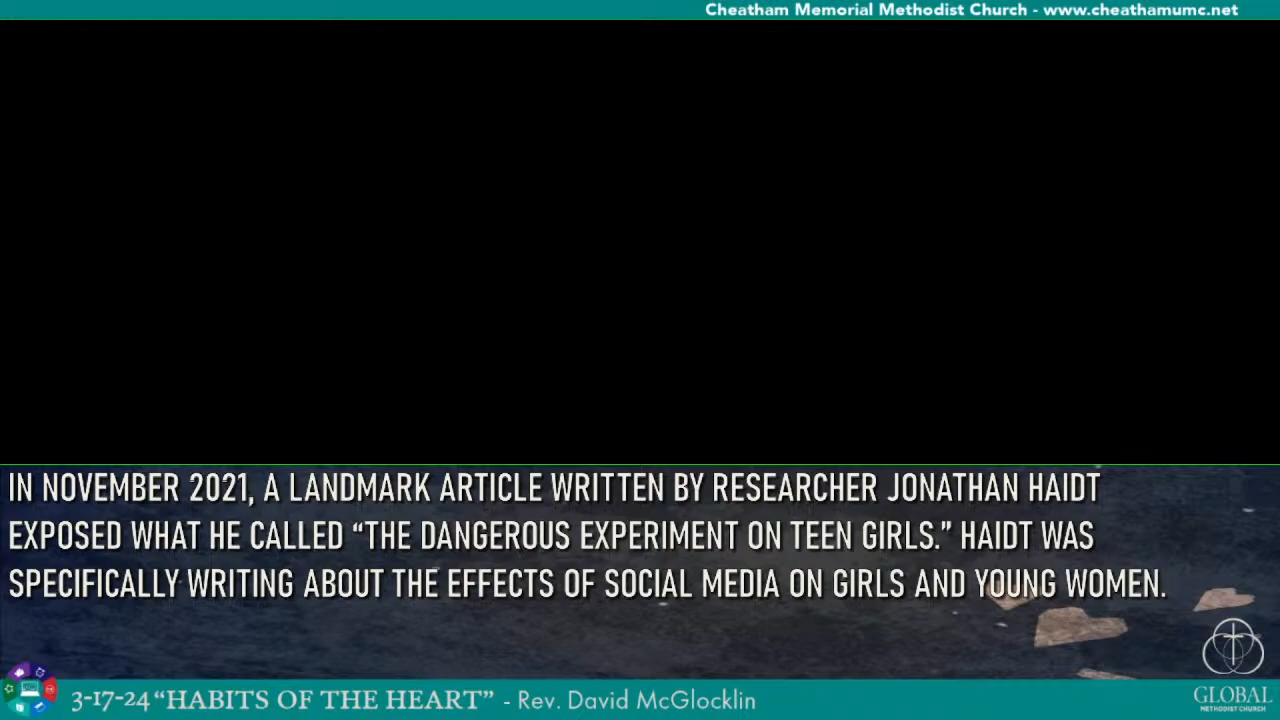 Cheatham Memorial Methodist Church - www.cheathamumc.net
IN NOVEMBER 2021, A LANDMARK ARTICLE WRITTEN BY RESEARCHER JONATHAN HAIDT
EXPOSED WHAT HE CALLED “THE DANGEROUS EXPERIMENT ON TEEN GIRLS.” HAIDT WAS
SPECIFICALLY WRITING ABOUT THE EFFECTS OF SOCIAL MEDIA ON GIRLS AND YOUNG WOMEN.
3-17-24 “HABITS OF THE HEART” - Rev. David McGlocklin
GLOBAL
METHODIST CHURCH